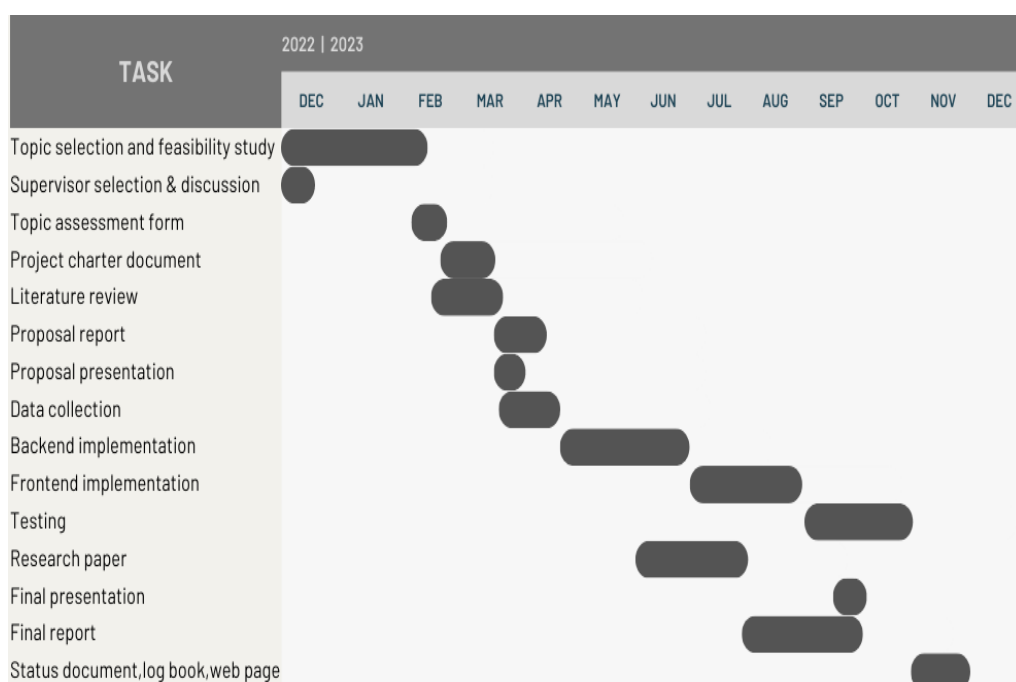 2022 | 2023
TASK
DEC JAN FEB MAR APR MAY JUN JUL AUG SEP OCT NOV DEC
Topic selection and feasibility study
Supervisor selection & discussion
Topic assessment form
Project charter document
Literature review
Proposal report
Proposal presentation
Data collection
Backend implementation
Frontend implementation
Testing
Research paper
Final presentation
Final report
Status document,log book,web page